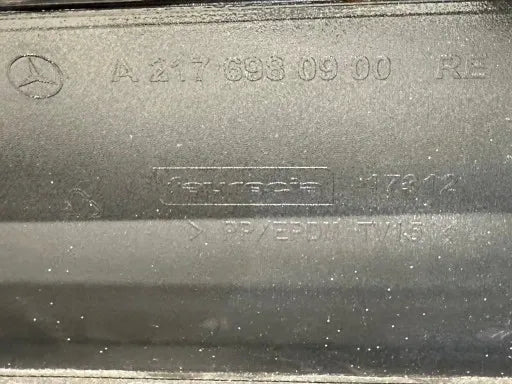 A 217 698 09 00 RE
faurecia 17312
> PP/EPDM TV15